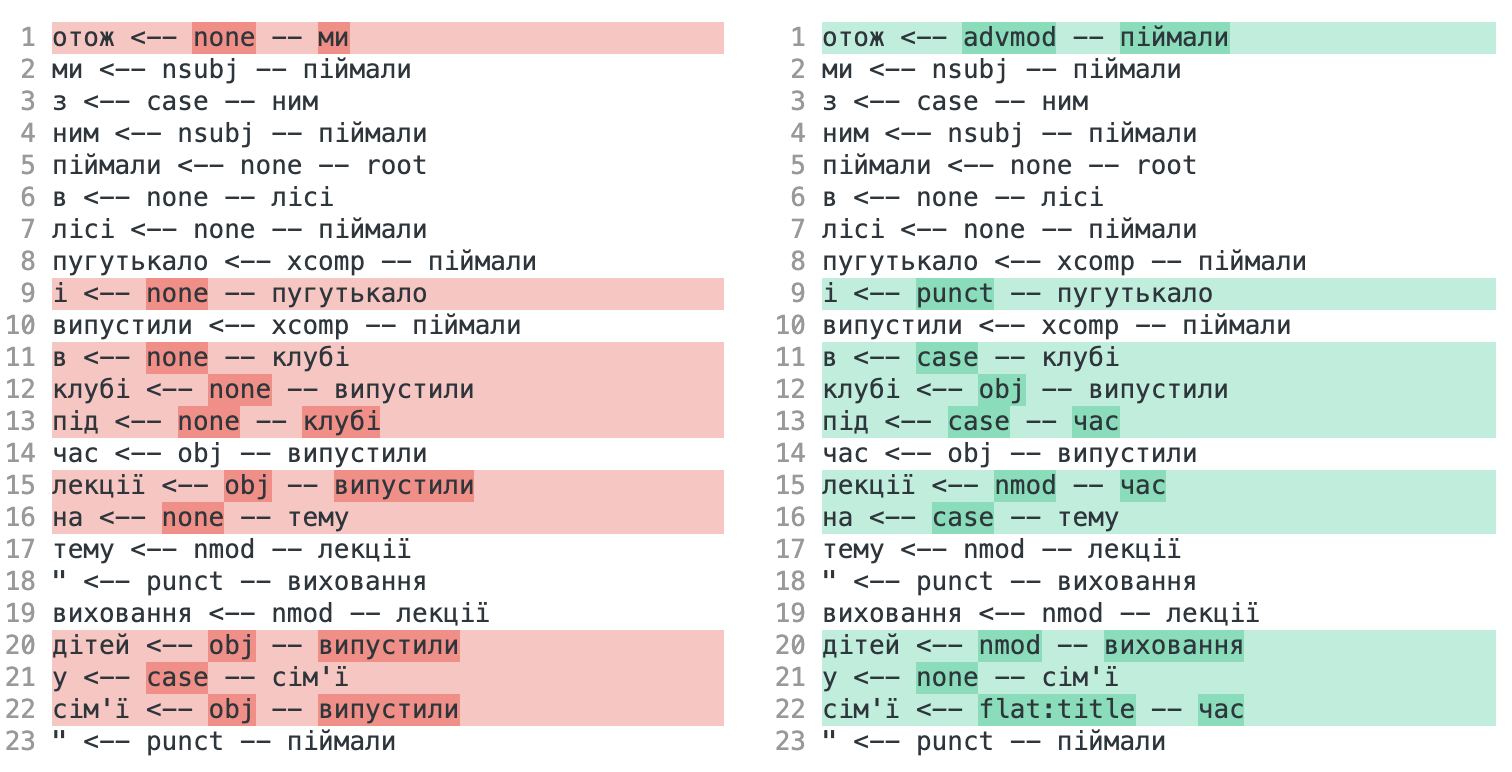 1 отож <-- none -- ми
2 ми <-- nsubj -- піймали
3 з <-- case -- ним
4 ним <-- nsubj -- піймали
5 піймали <-- none -- root
6 в <-- none -- лісі
7 лісі <-- none -- піймали
8 пугутькало <-- xcomp -- піймали
9 і <-- none -- пугутькало
10 випустили <-- xcomp -- піймали
11 в <-- none -- клубі
12 клубі <-- none -- випустили
13 під <-- none -- клубі
14 час <-- obj -- випустили
15 лекції <-- obj -- випустили
16 на <-- none -- тему
17 тему <-- nmod -- лекції
18 " <-- punct -- виховання
19 виховання <-- nmod -- лекції
20 дітей <-- obj -- випустили
21 у <-- case -- сім'ї
22 сім'ї <-- obj -- випустили
23 " <-- punct -- піймали
1 отож <-- advmod -- піймали
2 ми <-- nsubj -- піймали
3 з <-- case -- ним
4 ним <-- nsubj -- піймали
5 піймали <-- none -- root
6 в <-- none -- лісі
7 лісі <-- none -- піймали
8 пугутькало <-- xcomp -- піймали
9 і <-- punct -- пугутькало
10 випустили <-- xcomp -- піймали
11 в <-- case -- клубі
12 клубі <-- obj -- випустили
13 під <-- case -- час
14 час <-- obj -- випустили
15 лекції <-- nmod -- час
16 на <-- case -- тему
17 тему <-- nmod -- лекції
18 " <-- punct -- виховання
19 виховання <-- nmod -- лекції
20 дітей <-- nmod -- виховання
21 у <-- none -- сім'ї
22 сім'ї <-- flat:title -- час
23 " <-- punct -- піймали